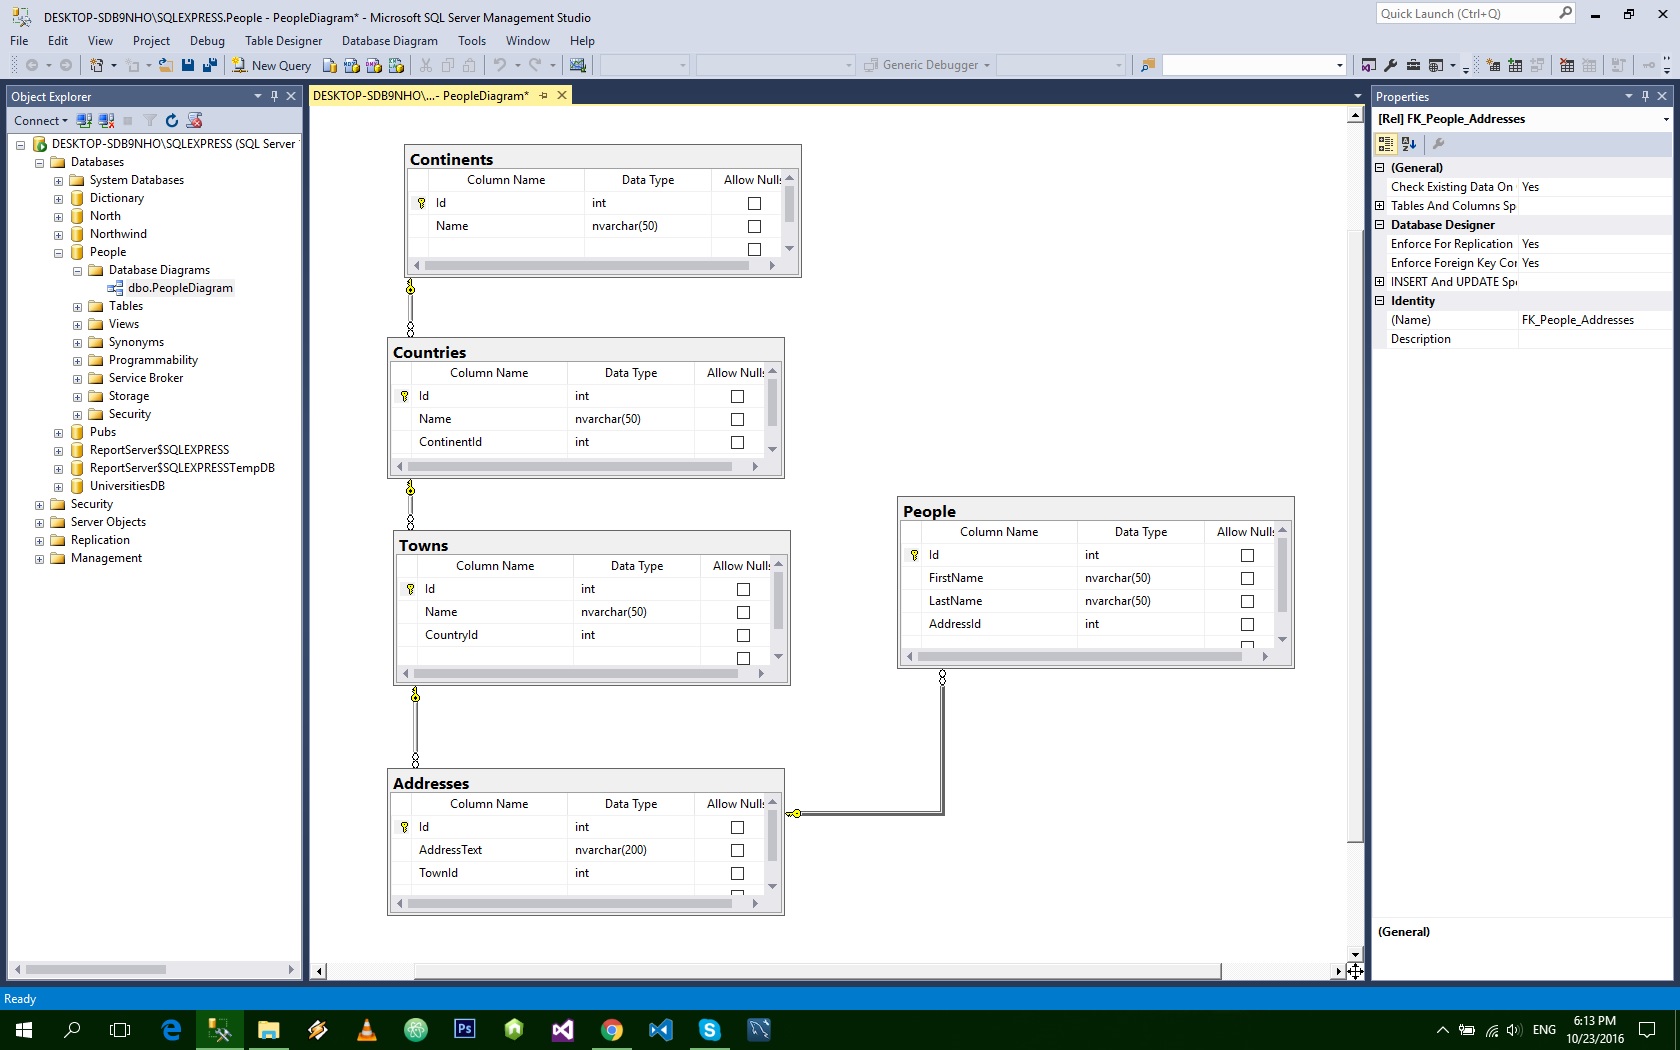 DESKTOP-SDB9NHO\SQLEXPRESS.People - PeopleDiagram* - Microsoft SQL Server Management Studio
Quick Launch (Ctrl+Q)
File Edit View Project Debug Table Designer Database Diagram Tools Window Help
New Query
Generic Debugger
Object Explorer
Connect
DESKTOP-SDB9NHO\SQLEXPRESS (SQL Server
Databases
System Databases
Dictionary
North
Northwind
People
Database Diagrams
dbo.PeopleDiagram
Tables
Views
Synonyms
Programmability
Service Broker
Storage
Security
Pubs
ReportServer$SQLEXPRESS
ReportServer$SQLEXPRESSTempDB
UniversitiesDB
Security
Server Objects
Replication
Management
DESKTOP-SDB9NHO\...- PeopleDiagram*
Continents
Column Name Data Type Allow Nulls
Id int
Name nvarchar(50)
Countries
Column Name Data Type Allow Nulls
Id int
Name nvarchar(50)
ContinentId int
Towns
Column Name Data Type Allow Nulls
Id int
Name nvarchar(50)
CountryId int
Addresses
Column Name Data Type Allow Nulls
Id int
AddressText nvarchar(200)
TownId int
People
Column Name Data Type Allow Nulls
Id int
FirstName nvarchar(50)
LastName nvarchar(50)
AddressId int
Properties
[Rel] FK_People_Addresses
(General)
Check Existing Data On Yes
Tables And Columns Sp
Database Designer
Enforce For Replication Yes
Enforce Foreign Key Cor Yes
INSERT And UPDATE Spe
Identity
(Name) FK_People_Addresses
Description
(General)
Ready
Ps
ENG
6:13 PM
10/23/2016